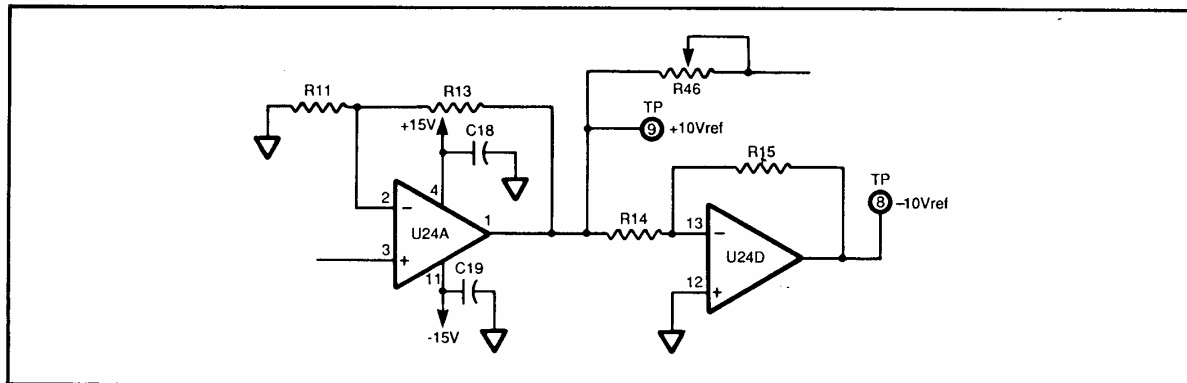 R46
R11
R13
+15V
C18
TP
9 +10Vref
R15
TP
8 –10Vref
4
2
–
1
R14
13
–
U24A
U24D
3
+
11
C19
12
+
-15V